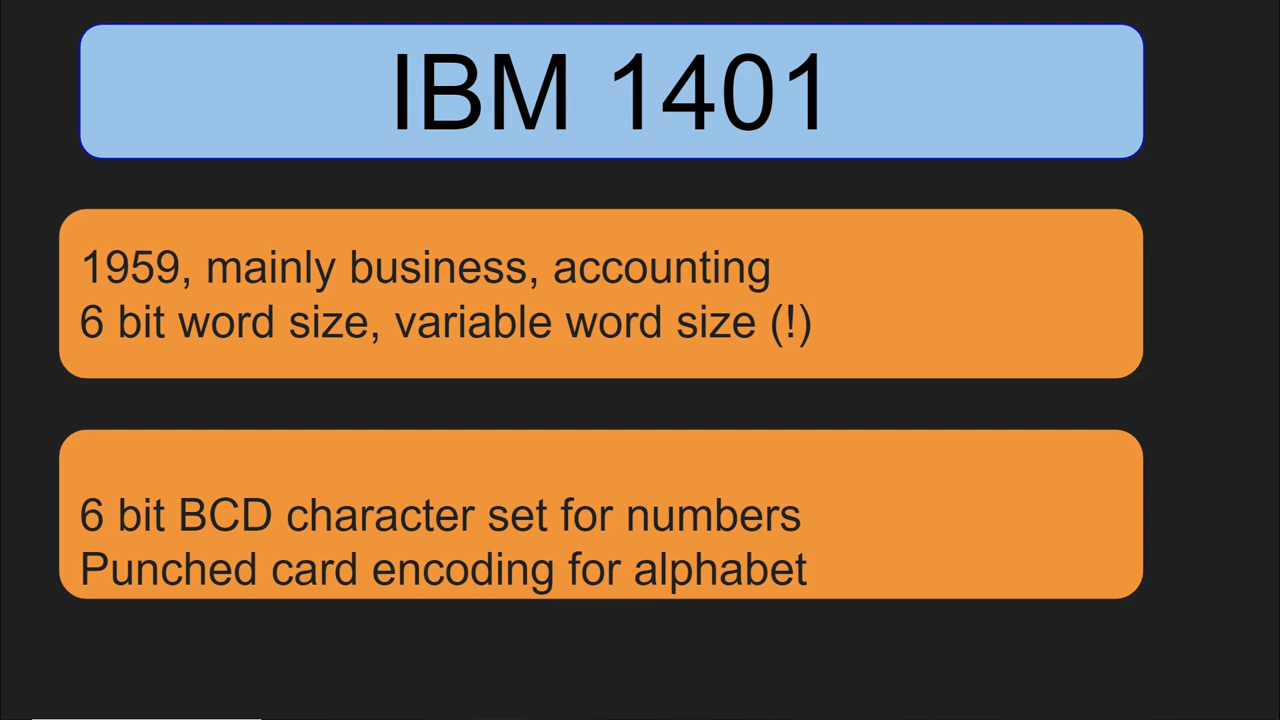 IBM 1401
1959, mainly business, accounting
6 bit word size, variable word size (!)
6 bit BCD character set for numbers
Punched card encoding for alphabet